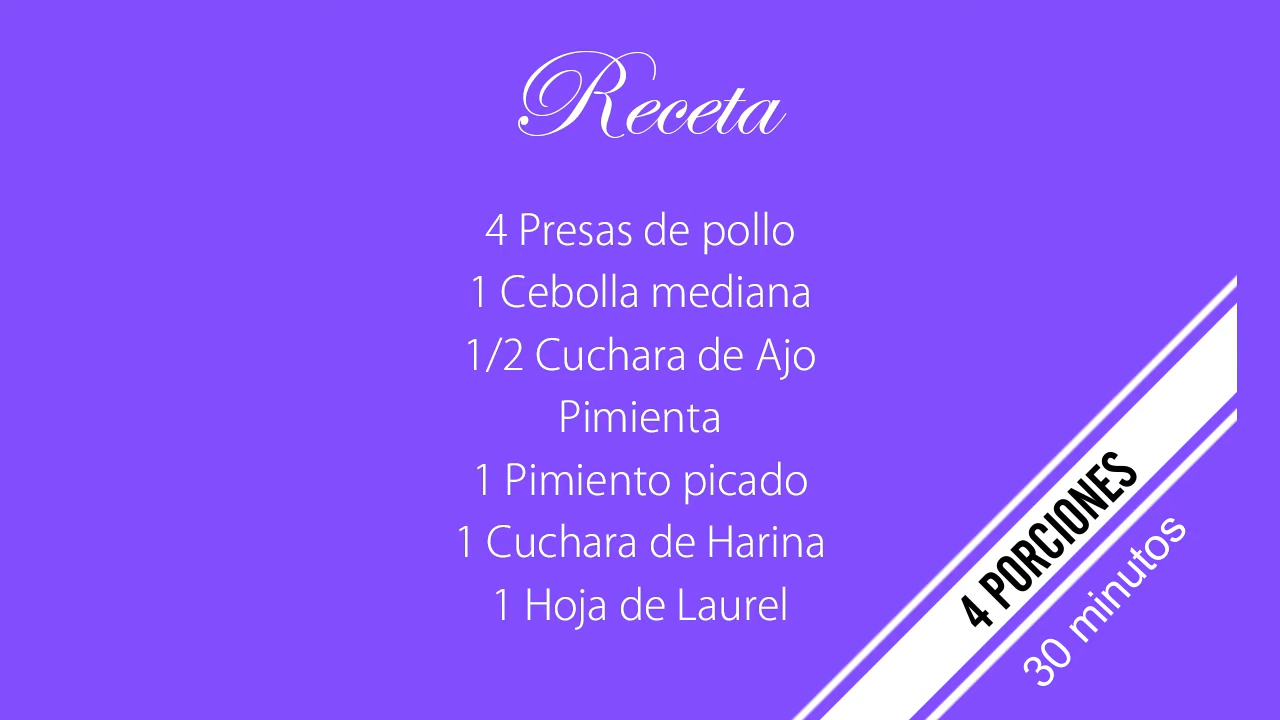 Receta
4 Presas de pollo
1 Cebolla mediana
1/2 Cuchara de Ajo
Pimienta
1 Pimiento picado
1 Cuchara de Harina
1 Hoja de Laurel
4 PORCIONES
30 minutos